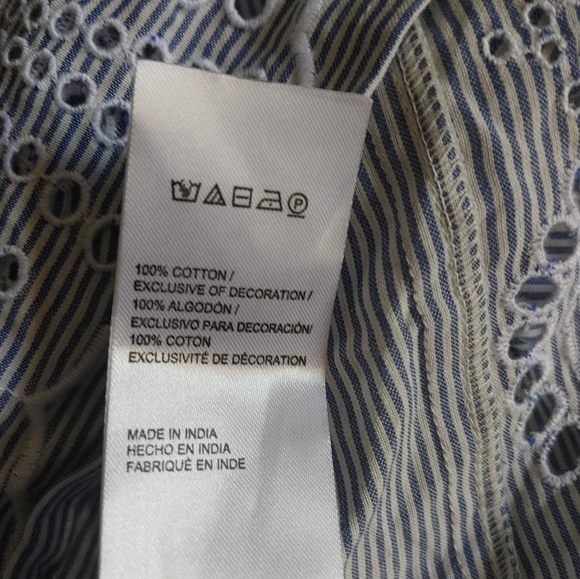 P
100% COTTON /
EXCLUSIVE OF DECORATION /
100% ALGODÓN /
EXCLUSIVO PARA DECORACIÓN/
100% COTON
EXCLUSIVITÉ DE DÉCORATION
MADE IN INDIA
HECHO EN INDIA
FABRIQUÉ EN INDE